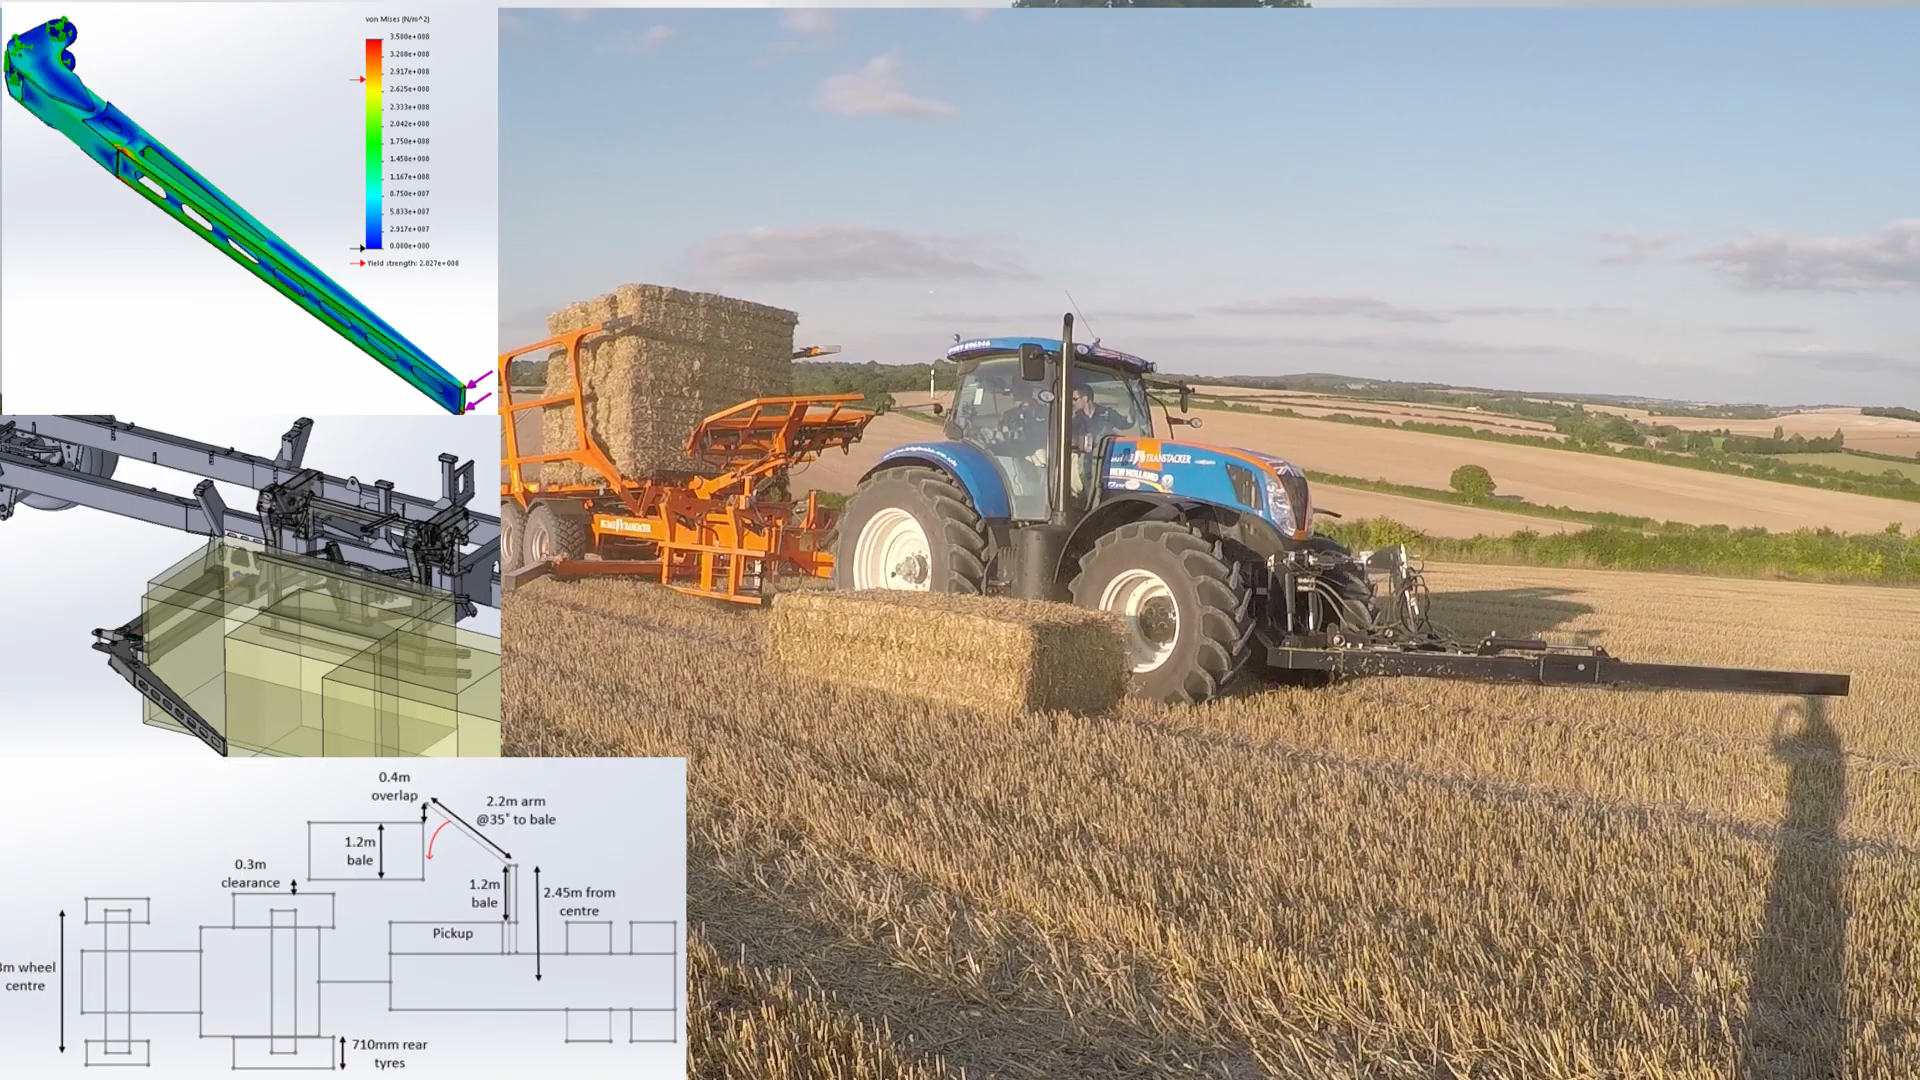 von Mises (N/m^2)
3.500e+008
3.208e+008
2.917e+008
2.625e+008
2.333e+008
2.042e+008
1.750e+008
1.458e+008
1.167e+008
8.750e+007
5.833e+007
2.917e+007
0.000e+000
Yield strength: 2.827e+008
TRANSTACKER
NEW HOLLAND
TRANSTACKER
0.4m
overlap
2.2m arm
@35° to bale
1.2m
bale
0.3m
clearance
1.2m
bale
2.45m from
centre
Pickup
m wheel
centre
710mm rear
tyres